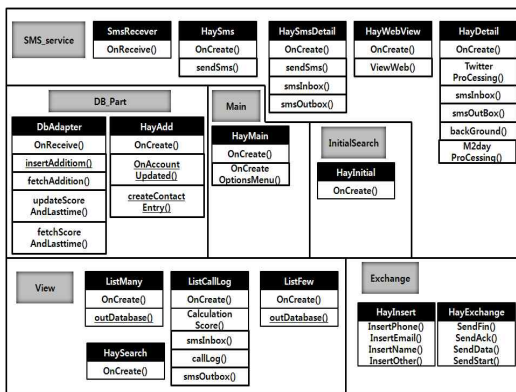 SMS_service
SmsRecever
OnReceive()
HaySms
OnCreate()
sendSms()
HaySmsDetail
OnCreate()
sendSms()
smsInbox()
smsOutbox()
HayWebView
OnCreate()
ViewWeb()
HayDetail
OnCreate()
Twitter
ProCessing()
smsInbox()
smsOutBox()
backGround()
M2day
ProCessing()
DB_Part
DbAdapter
OnReceive()
insertAdditiom()
fetchAddition()
updateScore
AndLasttime()
fetchScore
AndLasttime()
HayAdd
OnCreate()
OnAccount
Updated()
createContact
Entry()
Main
HayMain
OnCreate()
OnCreate
OptionsMenu()
InitialSearch
HayInitial
OnCreate()
View
ListMany
OnCreate()
outDatabase()
HaySearch
OnCreate()
ListCallLog
OnCreate()
Calculation
Score()
smsInbox()
callLog()
smsOutbox()
ListFew
OnCreate()
outDatabase()
Exchange
HayInsert
InsertPhone()
InsertEmail()
InsertName()
InsertOther()
HayExchange
SendFin()
SendAck()
SendData()
SendStart()